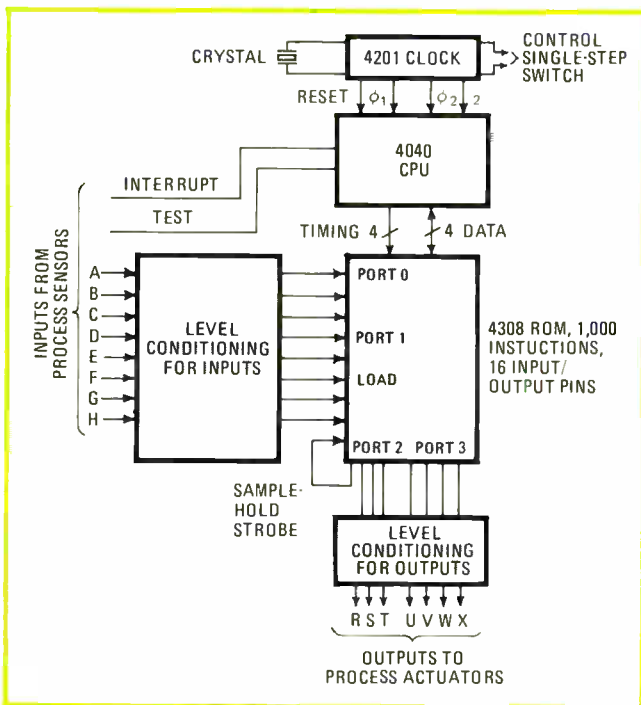 CRYSTAL
4201 CLOCK
CONTROL
SINGLE-STEP
SWITCH
RESET ϕ1 ϕ2 2
4040
CPU
INTERRUPT
TEST
TIMING 4 4 DATA
INPUTS FROM
PROCESS SENSORS
A
B
C
D
E
F
G
H
LEVEL
CONDITIONING
FOR INPUTS
PORT 0
PORT 1
LOAD
PORT 2 PORT 3
4308 ROM, 1,000
INSTUCTIONS,
16 INPUT/
OUTPUT PINS
SAMPLE-
HOLD
STROBE
LEVEL
CONDITIONING
FOR OUTPUTS
R S T U V W X
OUTPUTS TO
PROCESS ACTUATORS